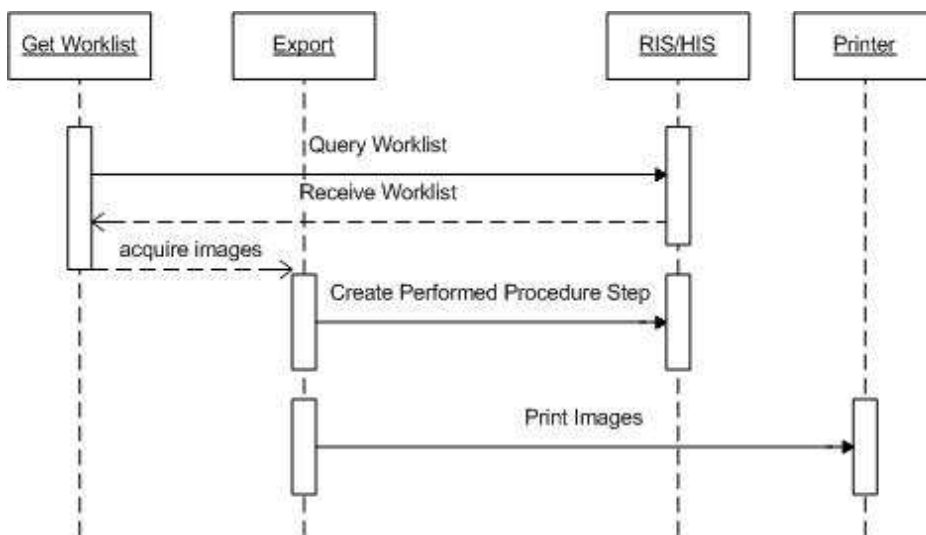 Get Worklist
Export
RIS/HIS
Printer
Query Worklist
Receive Worklist
acquire images
Create Performed Procedure Step
Print Images